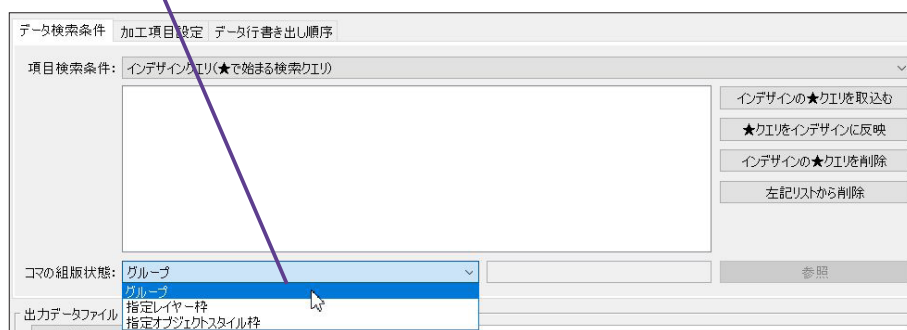 データ検索条件 加工項目設定 データ行書き出し順序
項目検索条件: インデザインクエリ(★で始まる検索クエリ)
インデザインの★クエリを取込む
★クエリをインデザインに反映
インデザインの★クエリを削除
左記リストから削除
コマの組版状態: グループ 参照
グループ
指定レイヤー枠
出力データファイル 指定オブジェクトスタイル枠